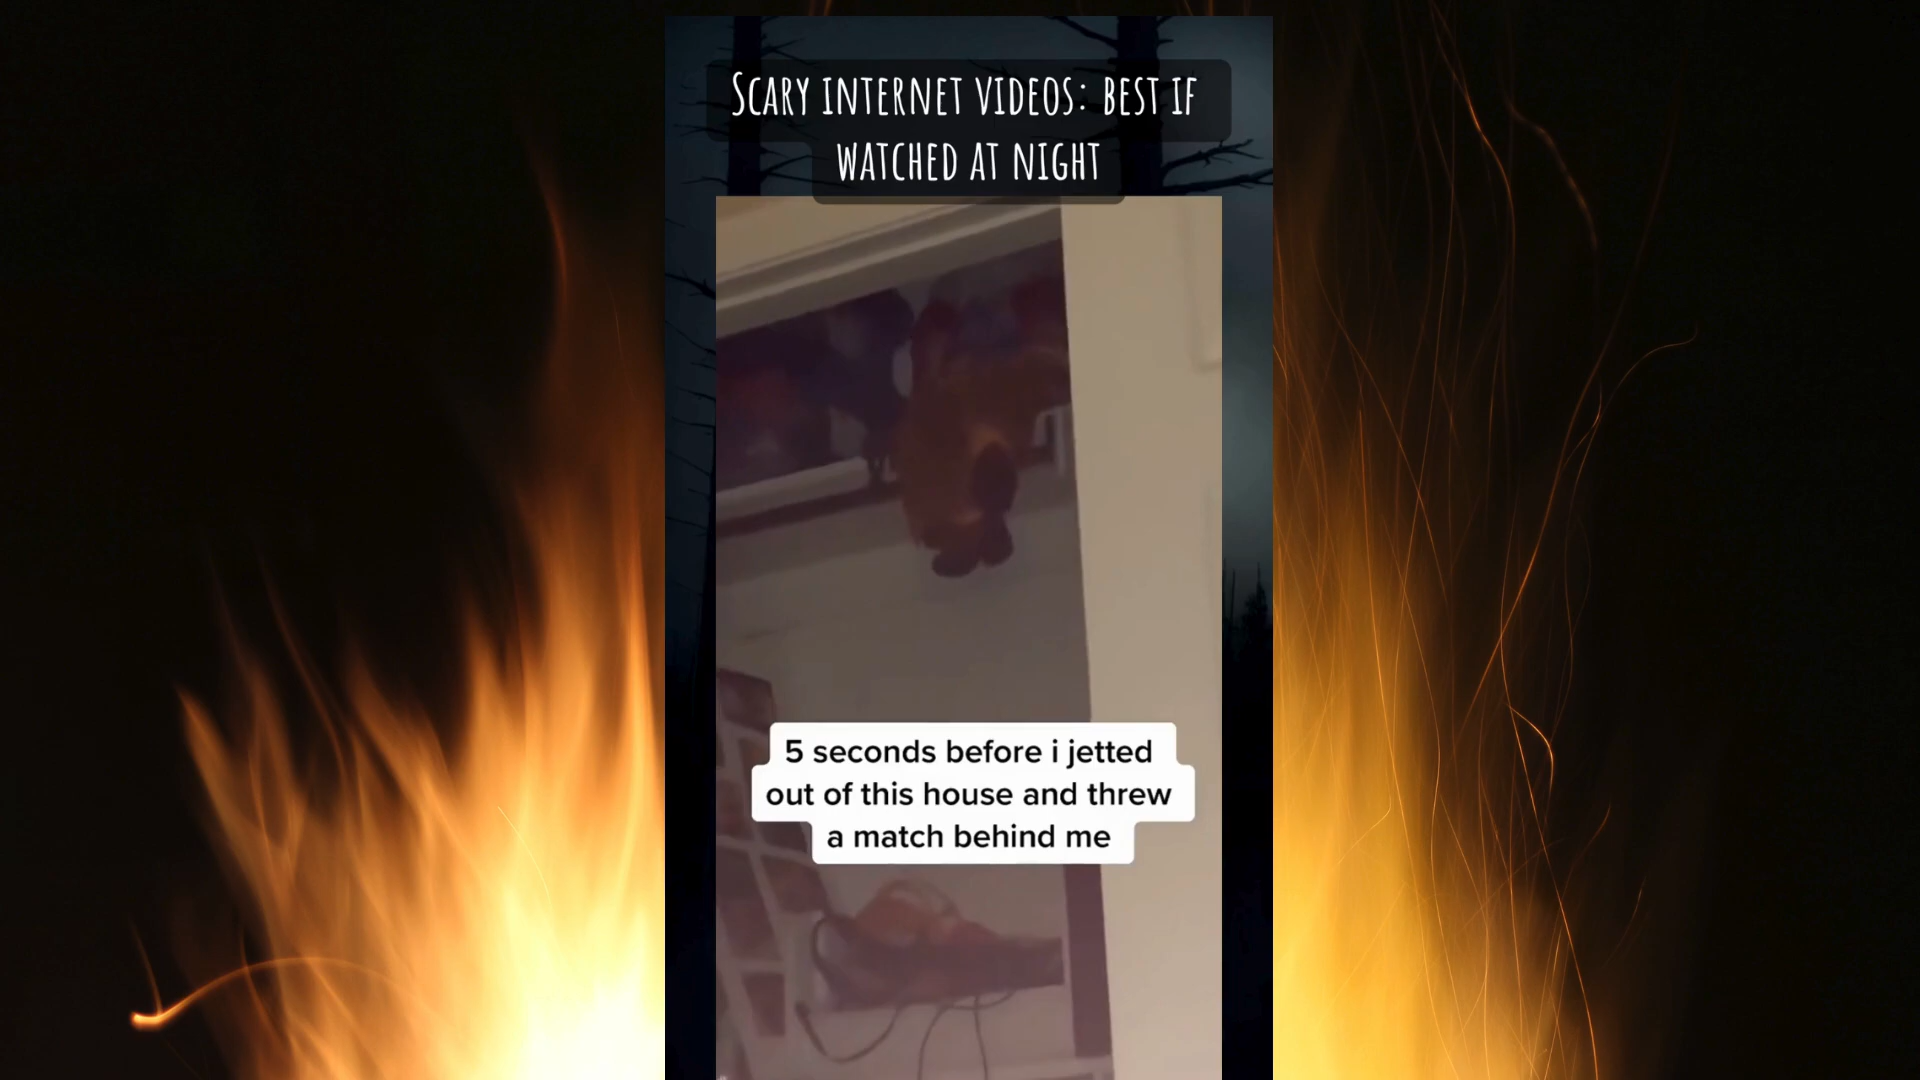 Scary internet videos: best if
watched at night
5 seconds before i jetted
out of this house and threw
a match behind me